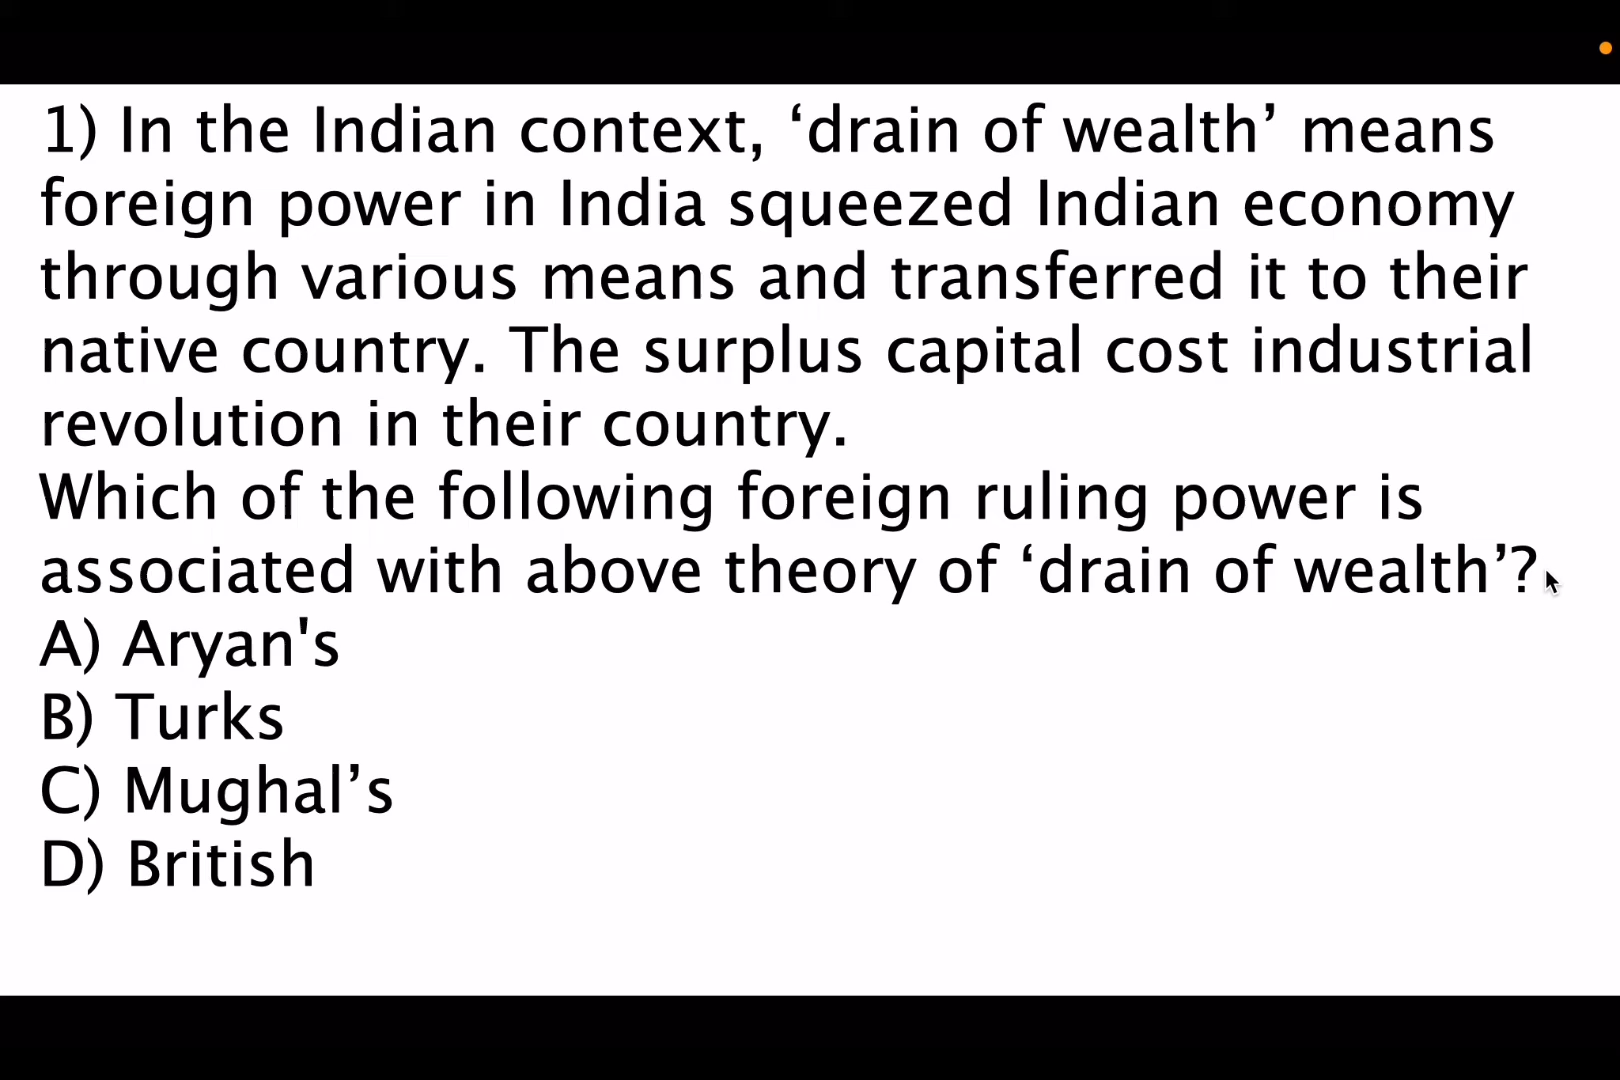 1) In the Indian context, ‘drain of wealth’ means
foreign power in India squeezed Indian economy
through various means and transferred it to their
native country. The surplus capital cost industrial
revolution in their country.
Which of the following foreign ruling power is
associated with above theory of ‘drain of wealth’?
A) Aryan's
B) Turks
C) Mughal’s
D) British